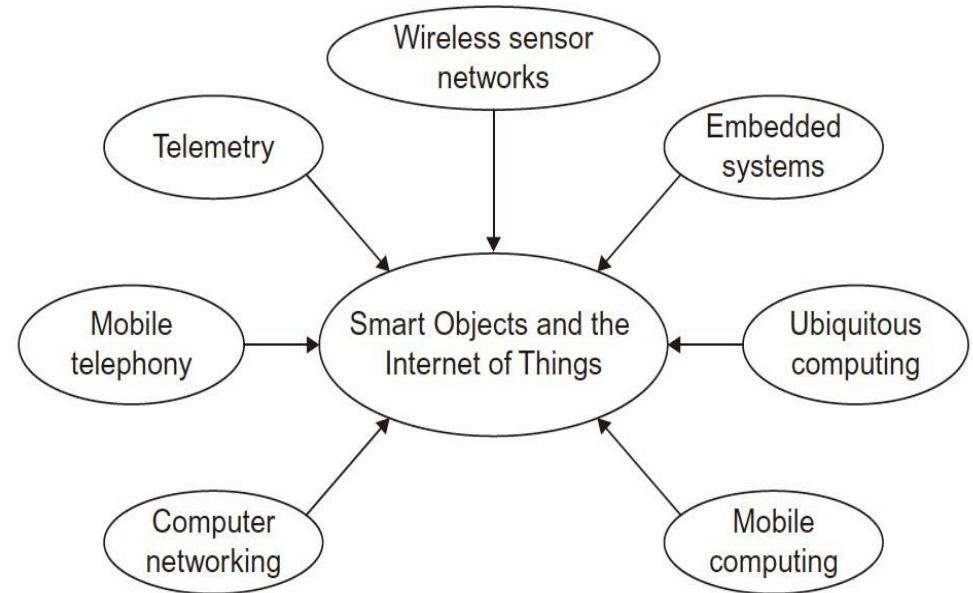 Wireless sensor
networks
Telemetry
Embedded
systems
Mobile
telephony
Smart Objects and the
Internet of Things
Ubiquitous
computing
Computer
networking
Mobile
computing